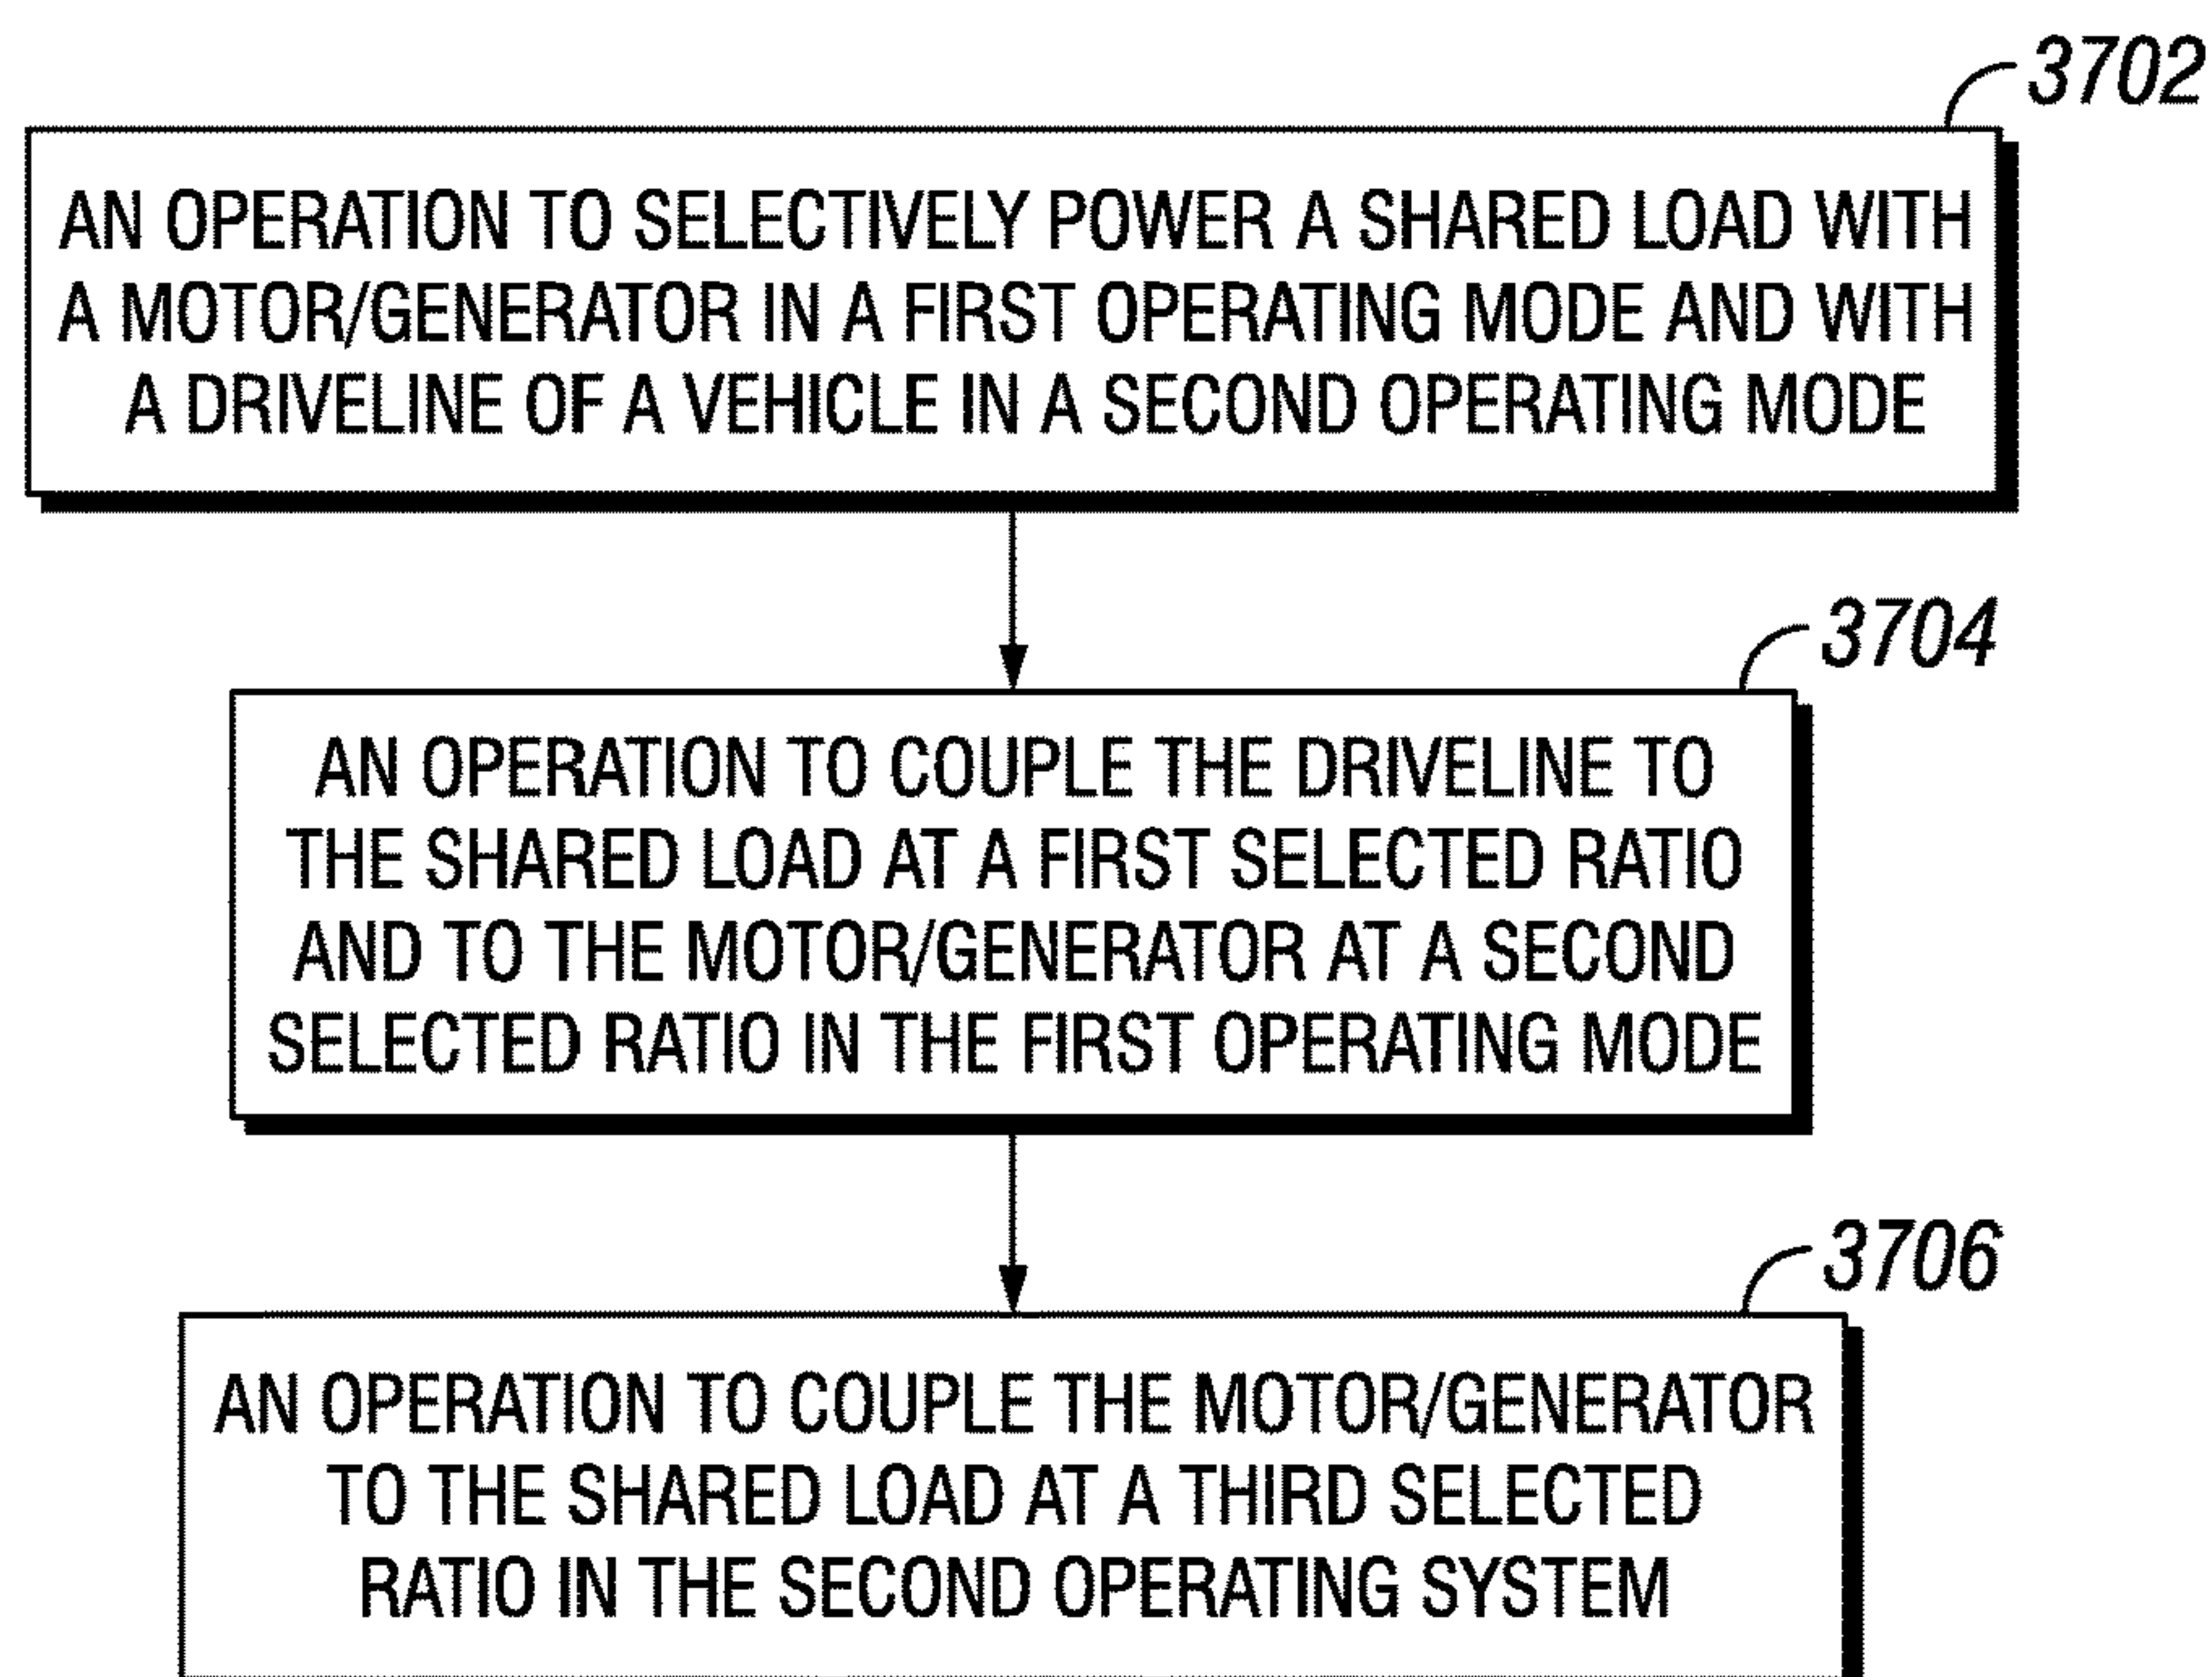 3702
AN OPERATION TO SELECTIVELY POWER A SHARED LOAD WITH
A MOTOR/GENERATOR IN A FIRST OPERATING MODE AND WITH
A DRIVELINE OF A VEHICLE IN A SECOND OPERATING MODE
3704
AN OPERATION TO COUPLE THE DRIVELINE TO
THE SHARED LOAD AT A FIRST SELECTED RATIO
AND TO THE MOTOR/GENERATOR AT A SECOND
SELECTED RATIO IN THE FIRST OPERATING MODE
3706
AN OPERATION TO COUPLE THE MOTOR/GENERATOR
TO THE SHARED LOAD AT A THIRD SELECTED
RATIO IN THE SECOND OPERATING SYSTEM